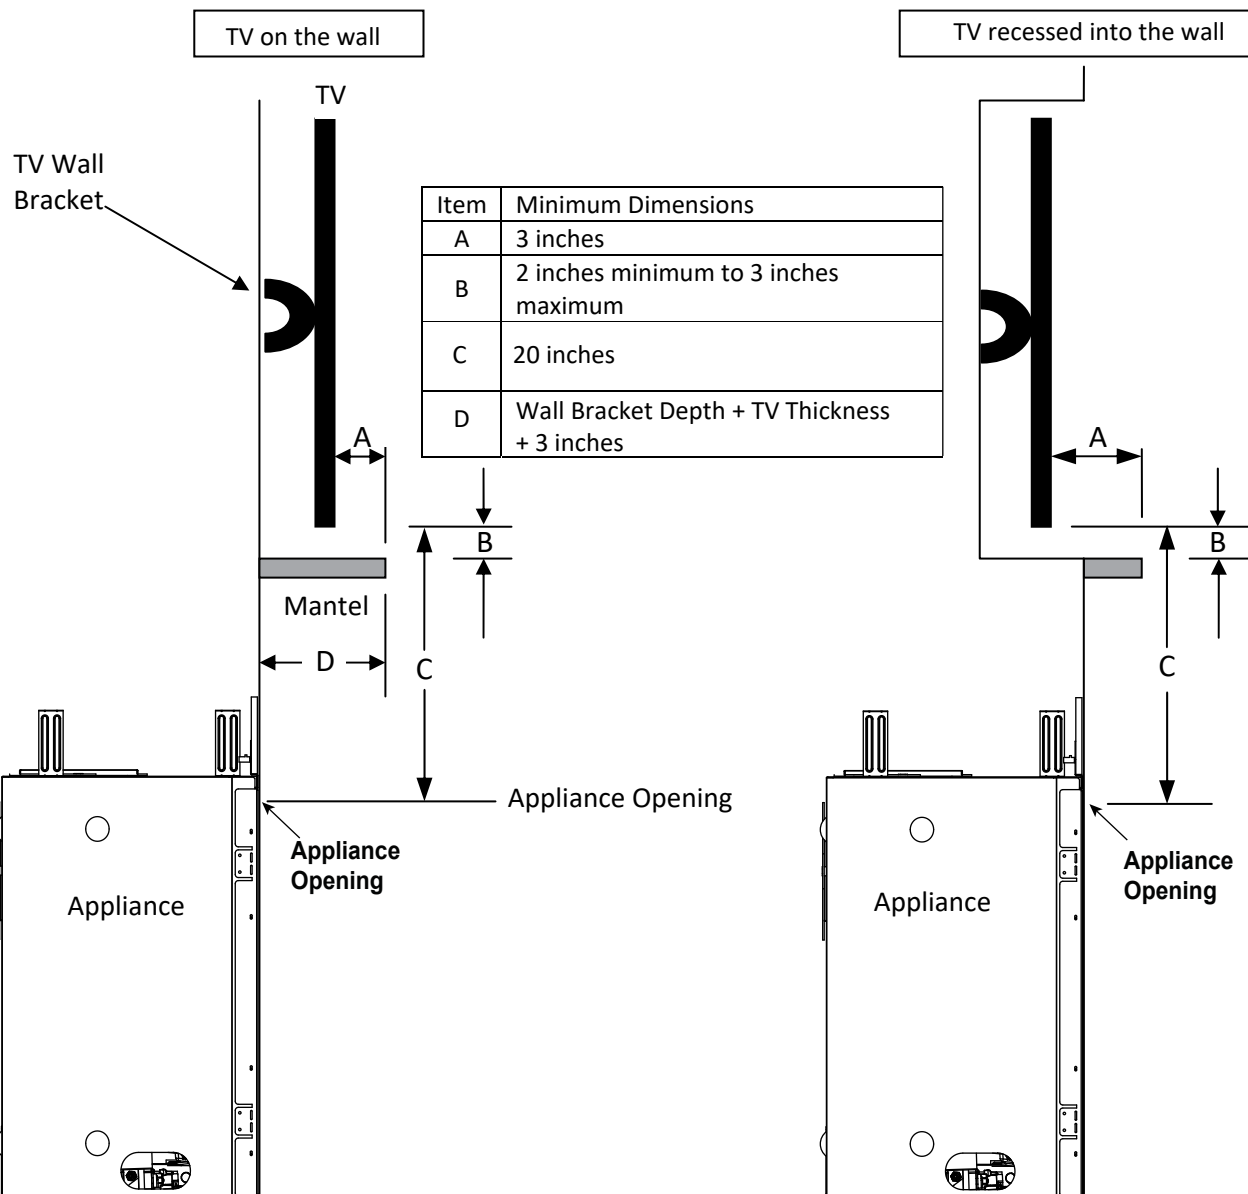 TV on the wall
TV recessed into the wall
TV
TV Wall
Bracket
Item Minimum Dimensions
A 3 inches
B 2 inches minimum to 3 inches
maximum
C 20 inches
D Wall Bracket Depth + TV Thickness
+ 3 inches
A
A
B
B
Mantel
D
C
C
Appliance Opening
Appliance
Opening
Appliance
Opening
Appliance
Appliance